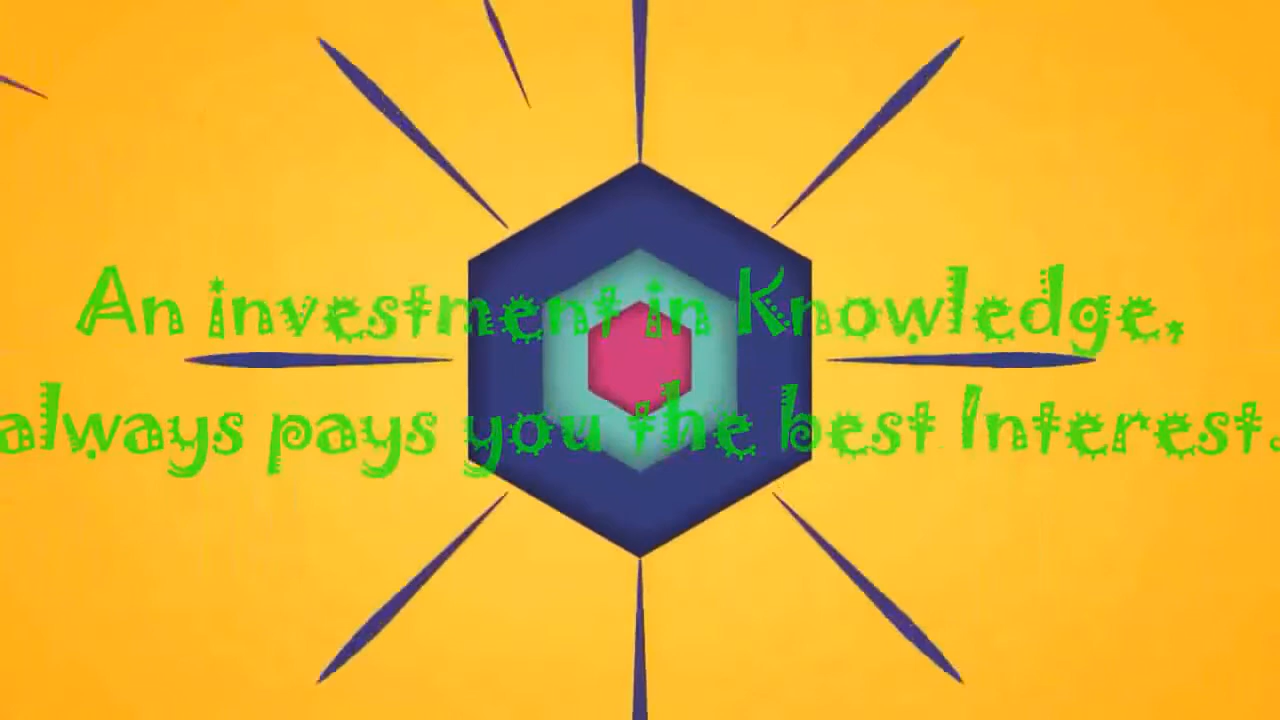 An investment in Knowledge,
always pays you the best Interest.